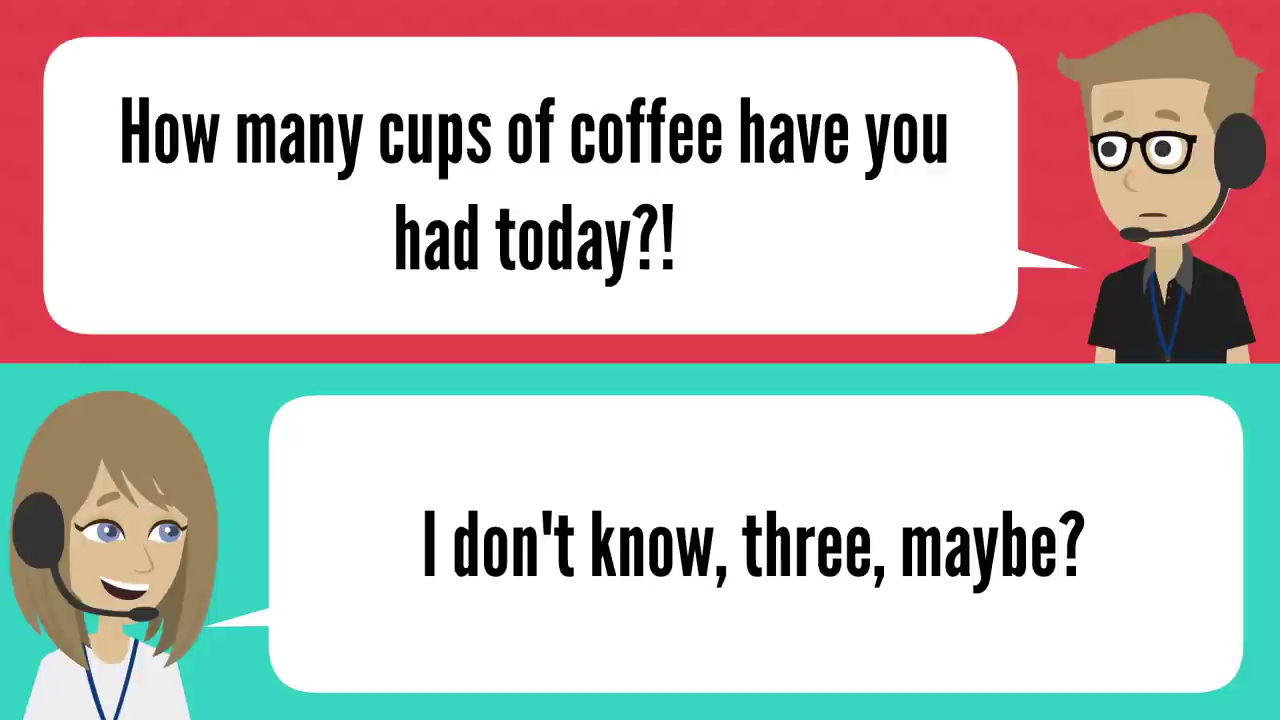 How many cups of coffee have you
had today?!
I don't know, three, maybe?